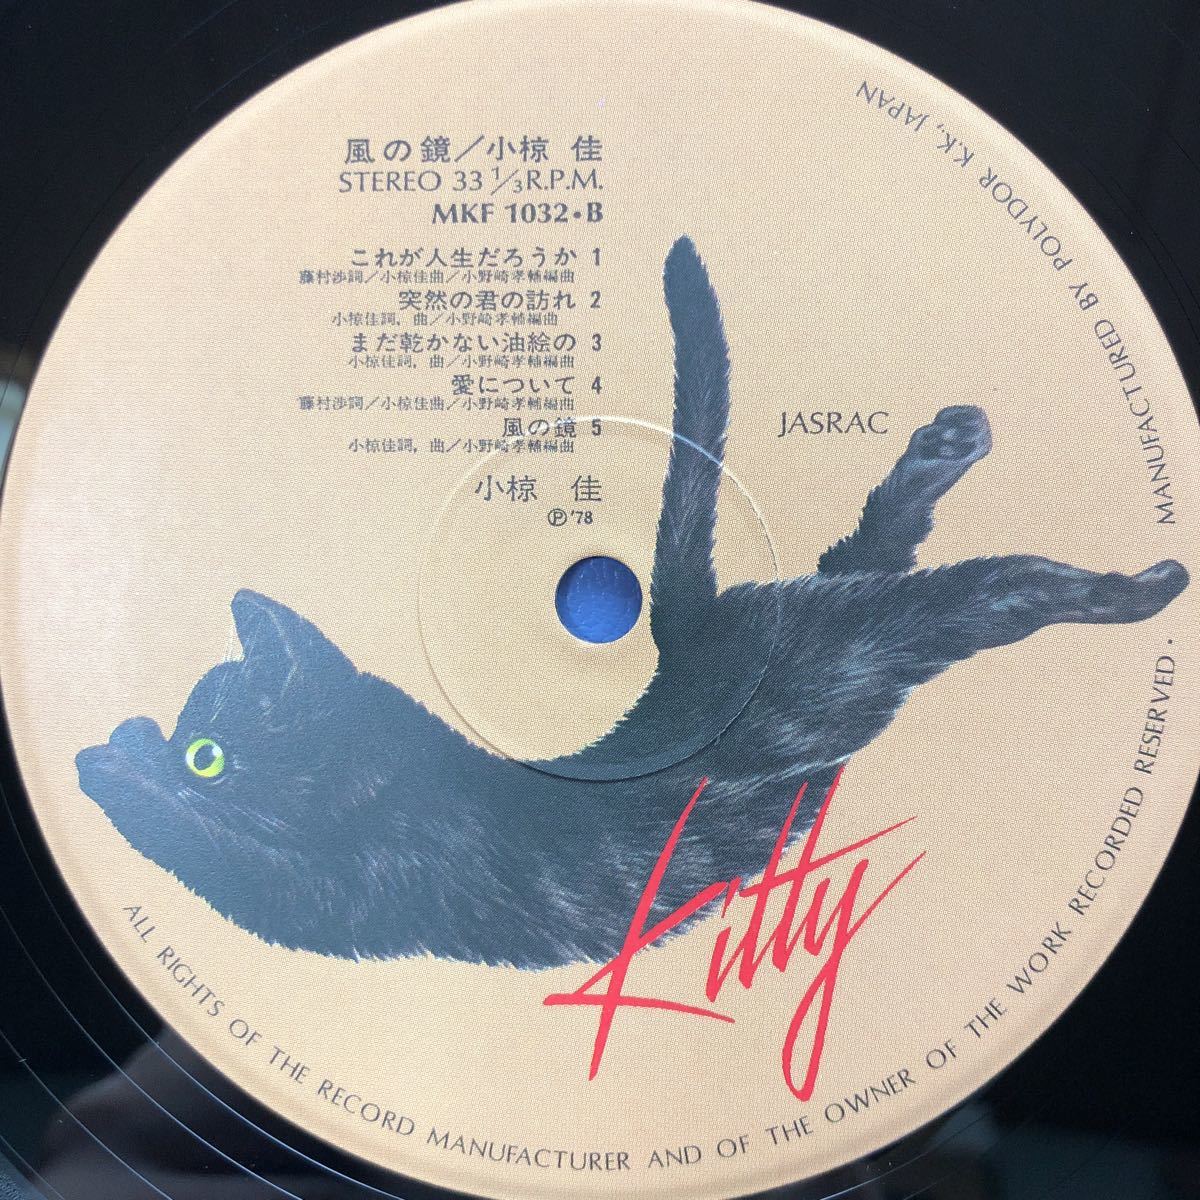 風の鏡／小椋 佳
STEREO 33 1/3 R.P.M.
MKF 1032・B
これが人生だろうか 1
藤村渉詞／小椋佳曲／小野崎孝輔編曲
突然の君の訪れ 2
小椋佳詞，曲／小野崎孝輔編曲
まだ乾かない油絵の 3
小椋佳詞，曲／小野崎孝輔編曲
愛について 4
藤村渉詞／小椋佳曲／小野崎孝輔編曲
風の鏡 5
小椋佳詞，曲／小野崎孝輔編曲
小椋 佳
Ⓟ'78
JASRAC
Kitty
ALL RIGHTS OF THE RECORD MANUFACTURER AND OF THE OWNER OF THE WORK RECORDED RESERVED・
MANUFACTURED BY POLYDOR K.K., JAPAN